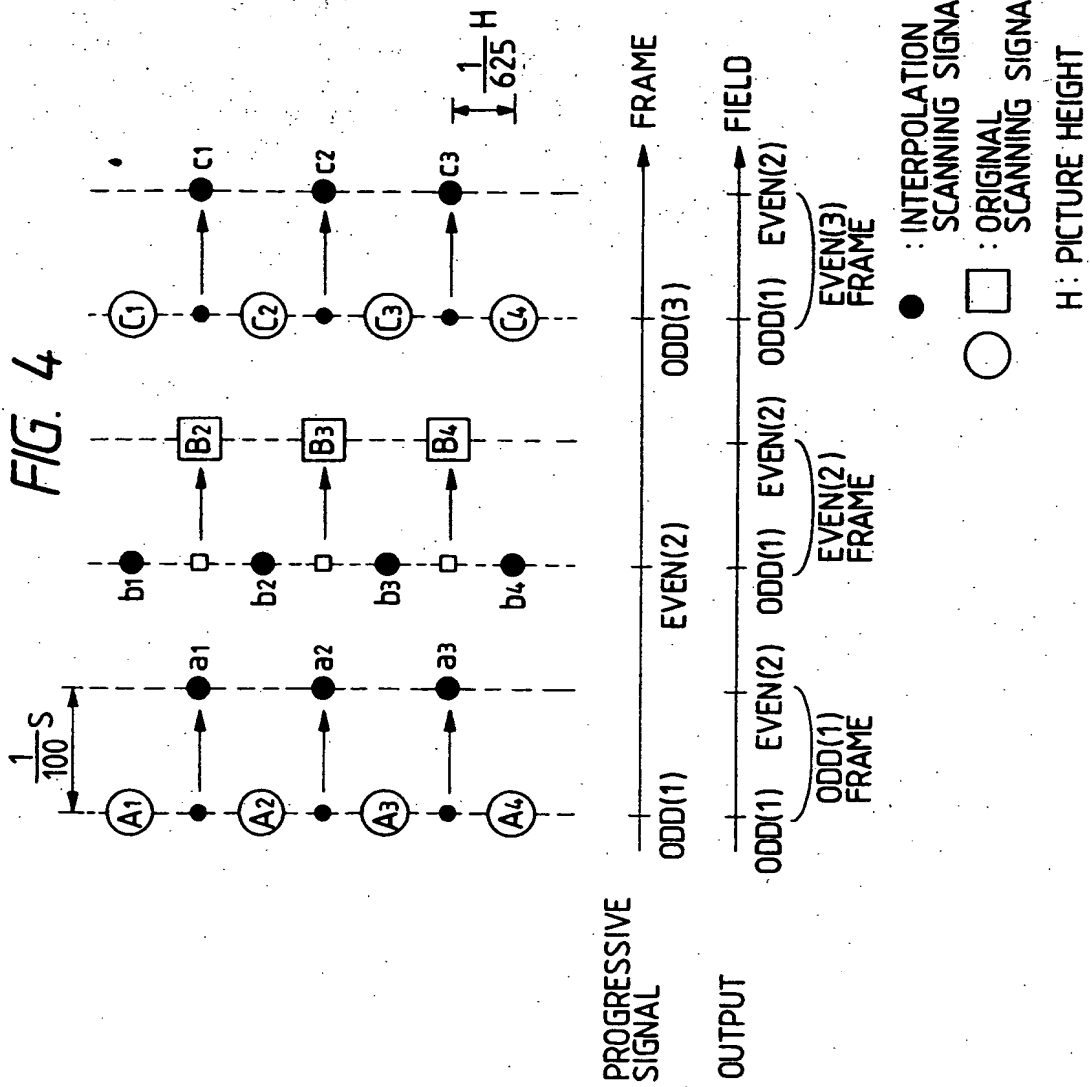 FIG. 4
1/100 S
A1 A2 A3 A4
a1 a2 a3
b1 b2 b3 b4
B2 B3 B4
C1 C2 C3 C4
c1 c2 c3
1/625 H
PROGRESSIVE
SIGNAL
ODD(1) EVEN(2) ODD(3) FRAME
OUTPUT
ODD(1) EVEN(2) ODD(1) EVEN(2) ODD(1) EVEN(2) FIELD
ODD(1)
FRAME
EVEN(2)
FRAME
EVEN(3)
FRAME
: INTERPOLATION
SCANNING SIGNA
: ORIGINAL
SCANNING SIGNA
H : PICTURE HEIGHT